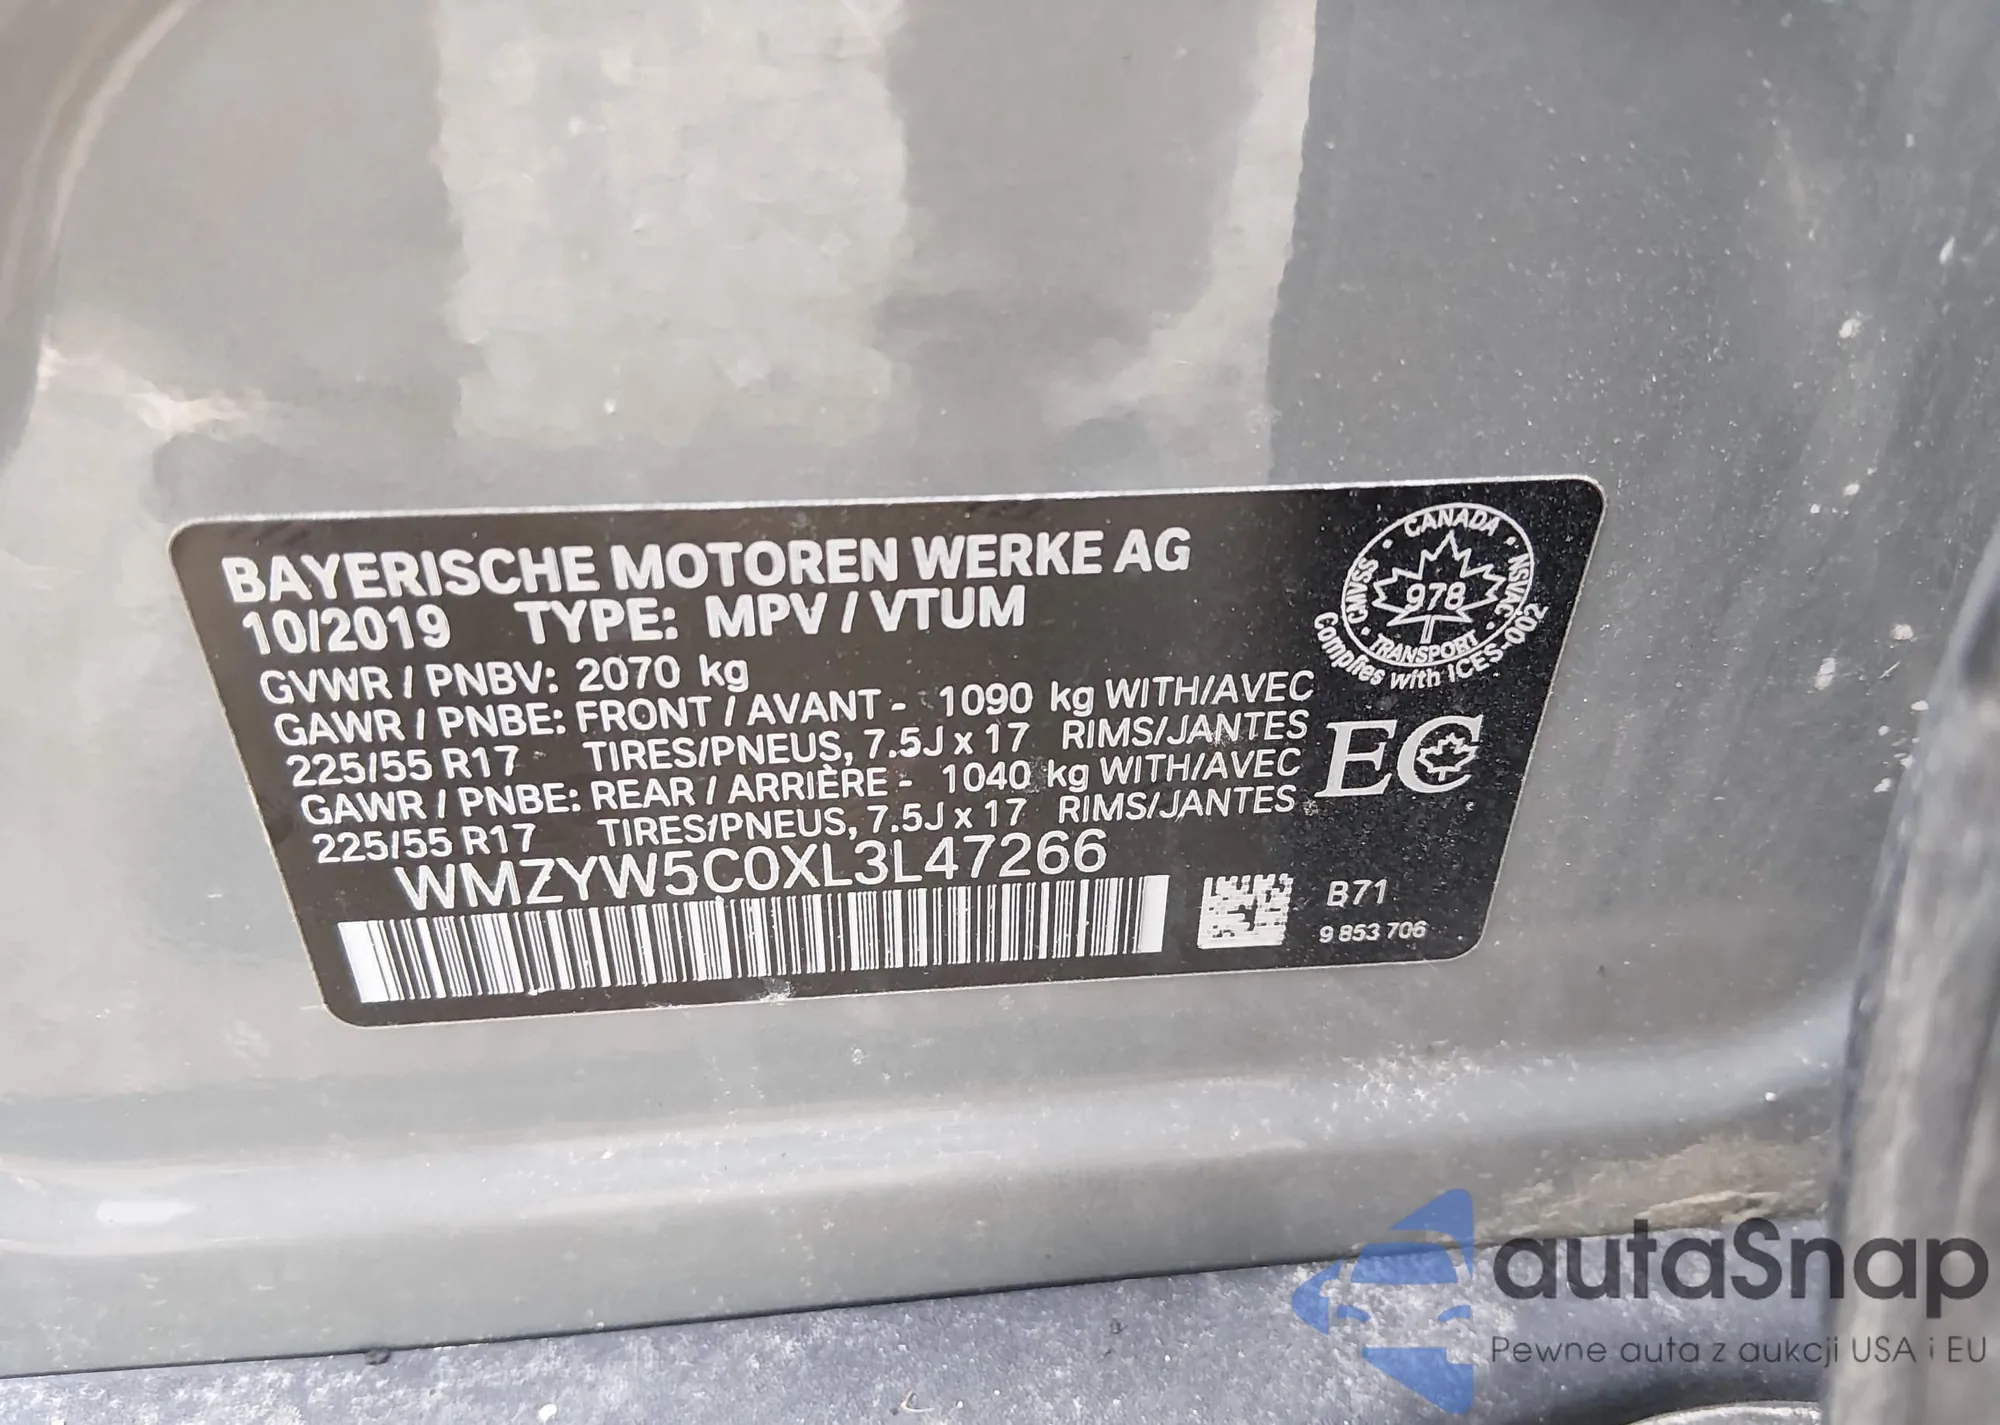 BAYERISCHE MOTOREN WERKE AG
10/2019 TYPE: MPV / VTUM
GVWR / PNBV: 2070 kg
GAWR / PNBE: FRONT / AVANT - 1090 kg WITH/AVEC
225/55 R17 TIRES/PNEUS, 7.5J x 17 RIMS/JANTES
GAWR / PNBE: REAR / ARRIÈRE - 1040 kg WITH/AVEC
225/55 R17 TIRES/PNEUS, 7.5J x 17 RIMS/JANTES
WMZYW5C0XL3L47266
CANADA
CMVSS
978
NSVAC
TRANSPORT
Complies with ICES-002
EC
B71
9 853 706
autaSnap
Pewne auta z aukcji USA i EU